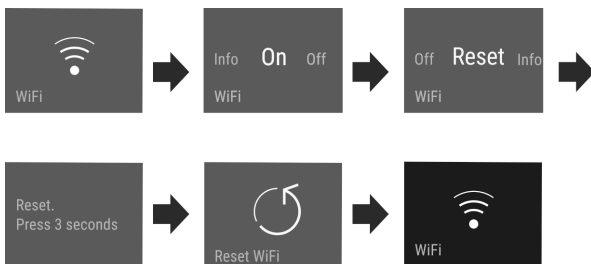 WiFi
Info On Off
WiFi
Off Reset Info
WiFi
Reset.
Press 3 seconds
Reset WiFi
WiFi